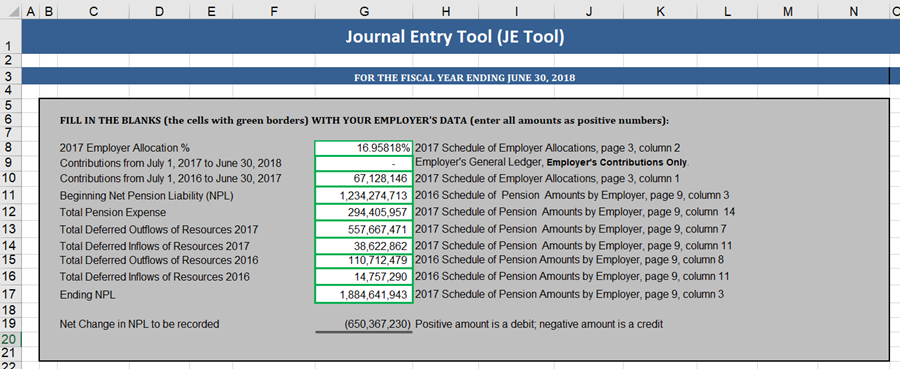 A B C D E F G H I J K L M N O
1 Journal Entry Tool (JE Tool)
2
3 FOR THE FISCAL YEAR ENDING JUNE 30, 2018
4
5
6 FILL IN THE BLANKS (the cells with green borders) WITH YOUR EMPLOYER'S DATA (enter all amounts as positive numbers):
7
8 2017 Employer Allocation % 16.95818% 2017 Schedule of Employer Allocations, page 3, column 2
9 Contributions from July 1, 2017 to June 30, 2018 - Employer's General Ledger, Employer's Contributions Only.
10 Contributions from July 1, 2016 to June 30, 2017 67,128,146 2017 Schedule of Employer Allocations, page 3, column 1
11 Beginning Net Pension Liability (NPL) 1,234,274,713 2016 Schedule of Pension Amounts by Employer, page 9, column 3
12 Total Pension Expense 294,405,957 2017 Schedule of Pension Amounts by Employer, page 9, column 14
13 Total Deferred Outflows of Resources 2017 557,667,471 2017 Schedule of Pension Amounts by Employer, page 9, column 7
14 Total Deferred Inflows of Resources 2017 38,622,862 2017 Schedule of Pension Amounts by Employer, page 9, column 11
15 Total Deferred Outflows of Resources 2016 110,712,479 2016 Schedule of Pension Amounts by Employer, page 9, column 8
16 Total Deferred Inflows of Resources 2016 14,757,290 2016 Schedule of Pension Amounts by Employer, page 9, column 11
17 Ending NPL 1,884,641,943 2017 Schedule of Pension Amounts by Employer, page 9, column 3
18
19 Net Change in NPL to be recorded (650,367,230) Positive amount is a debit; negative amount is a credit
20
21
22